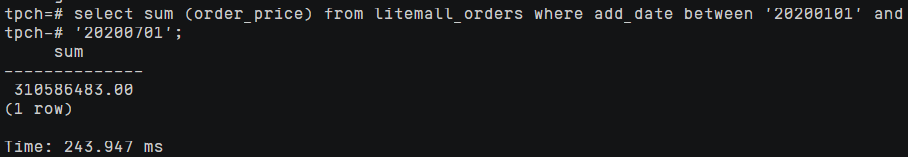 tpch=# select sum (order_price) from litemall_orders where add_date between '20200101' and
tpch-# '20200701';
     sum
--------------
 310586483.00
(1 row)

Time: 243.947 ms